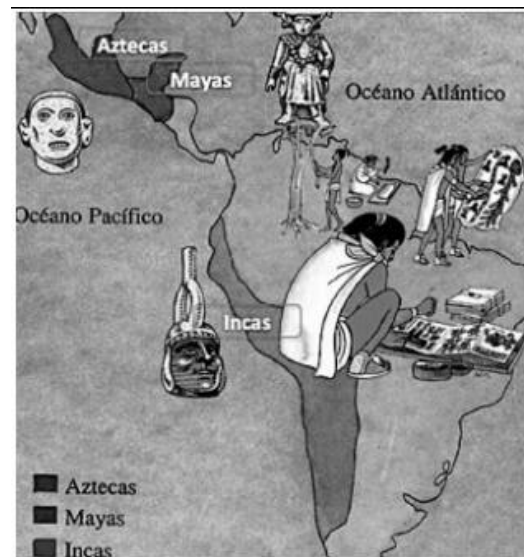 Aztecas
Mayas
Océano Atlántico
Océano Pacífico
Incas
Aztecas
Mayas
Incas